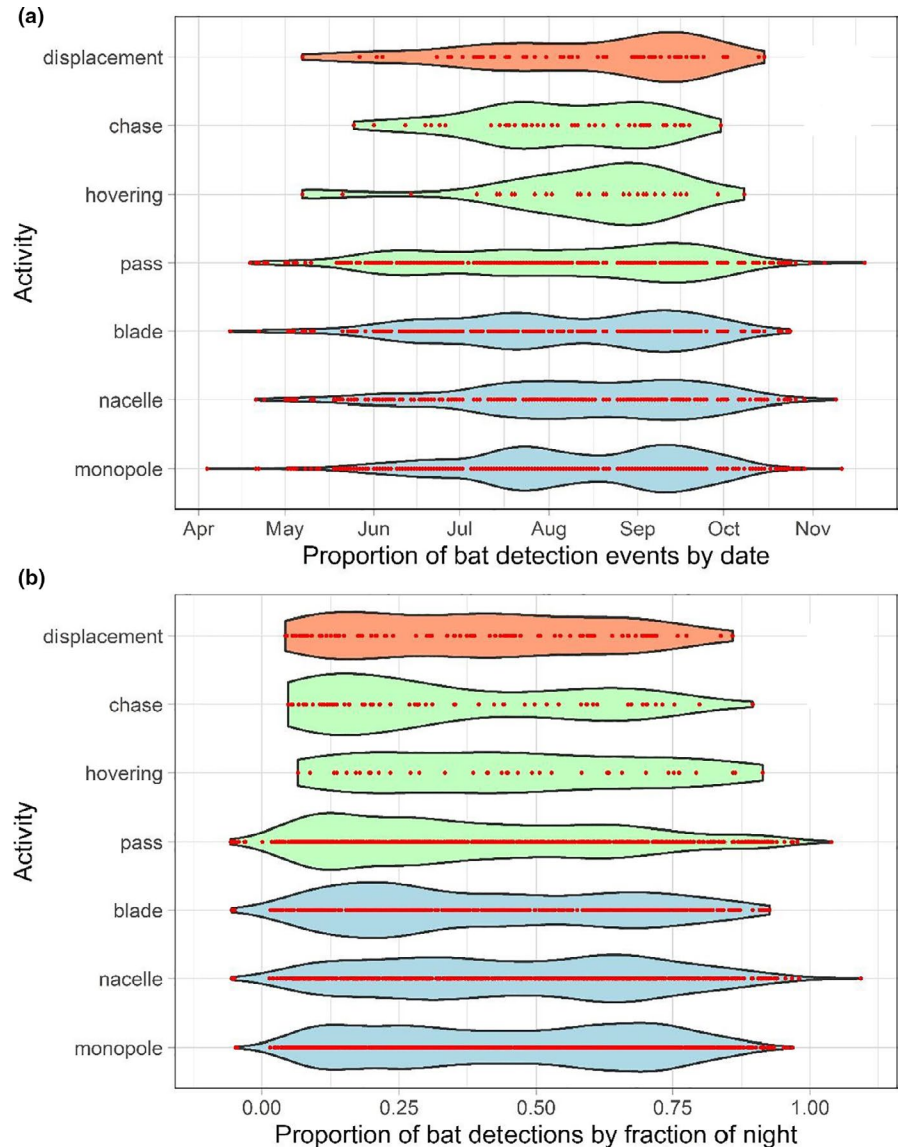 (a)
displacement
chase
hovering
pass
blade
nacelle
monopole
Activity
Apr May Jun Jul Aug Sep Oct Nov
Proportion of bat detection events by date
(b)
displacement
chase
hovering
pass
blade
nacelle
monopole
Activity
0.00 0.25 0.50 0.75 1.00
Proportion of bat detections by fraction of night